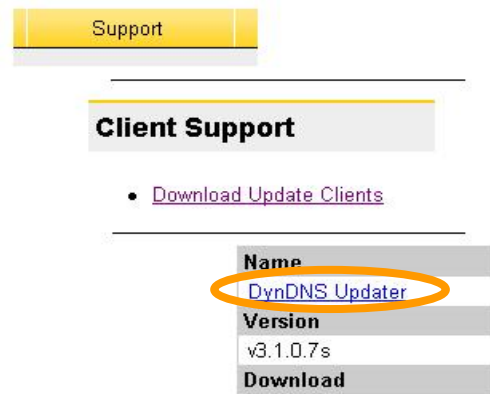 Support
Client Support
Download Update Clients
Name
DynDNS Updater
Version
v3.1.0.7s
Download